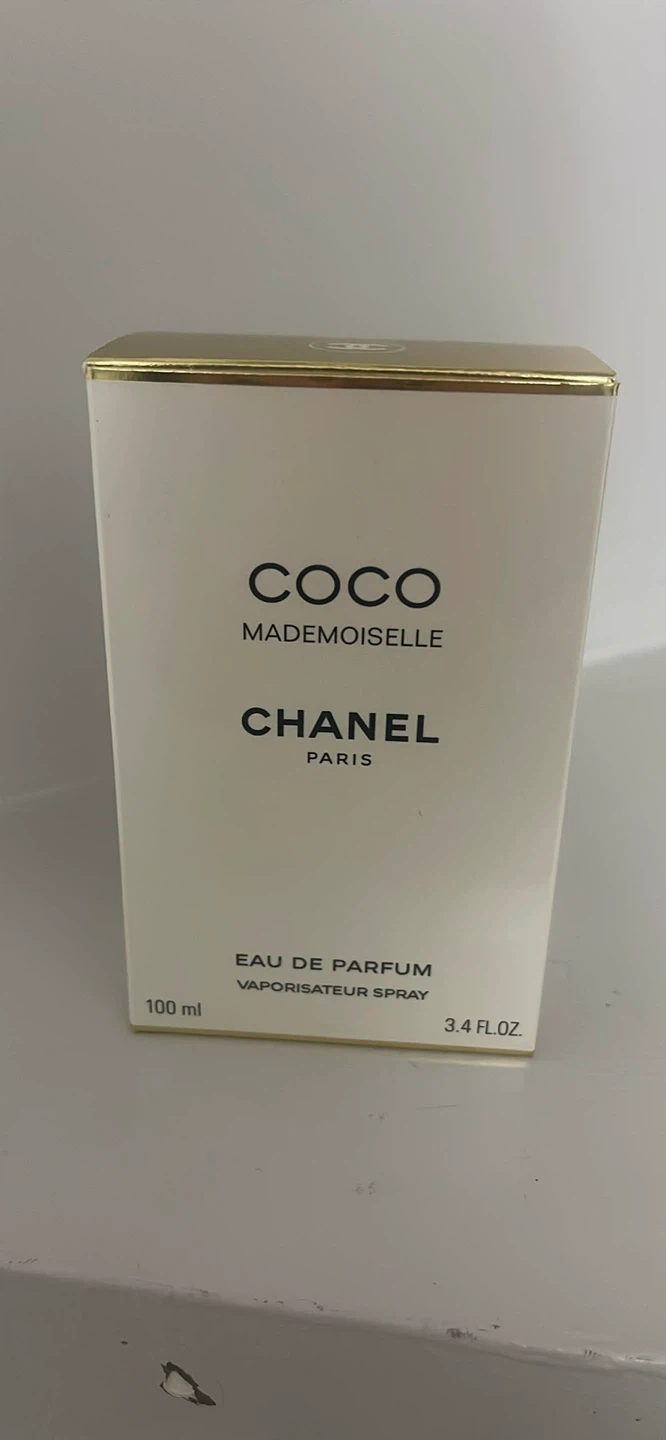 COCO
MADEMOISELLE
CHANEL
PARIS
EAU DE PARFUM
VAPORISATEUR SPRAY
100 ml
3.4 FL.OZ.